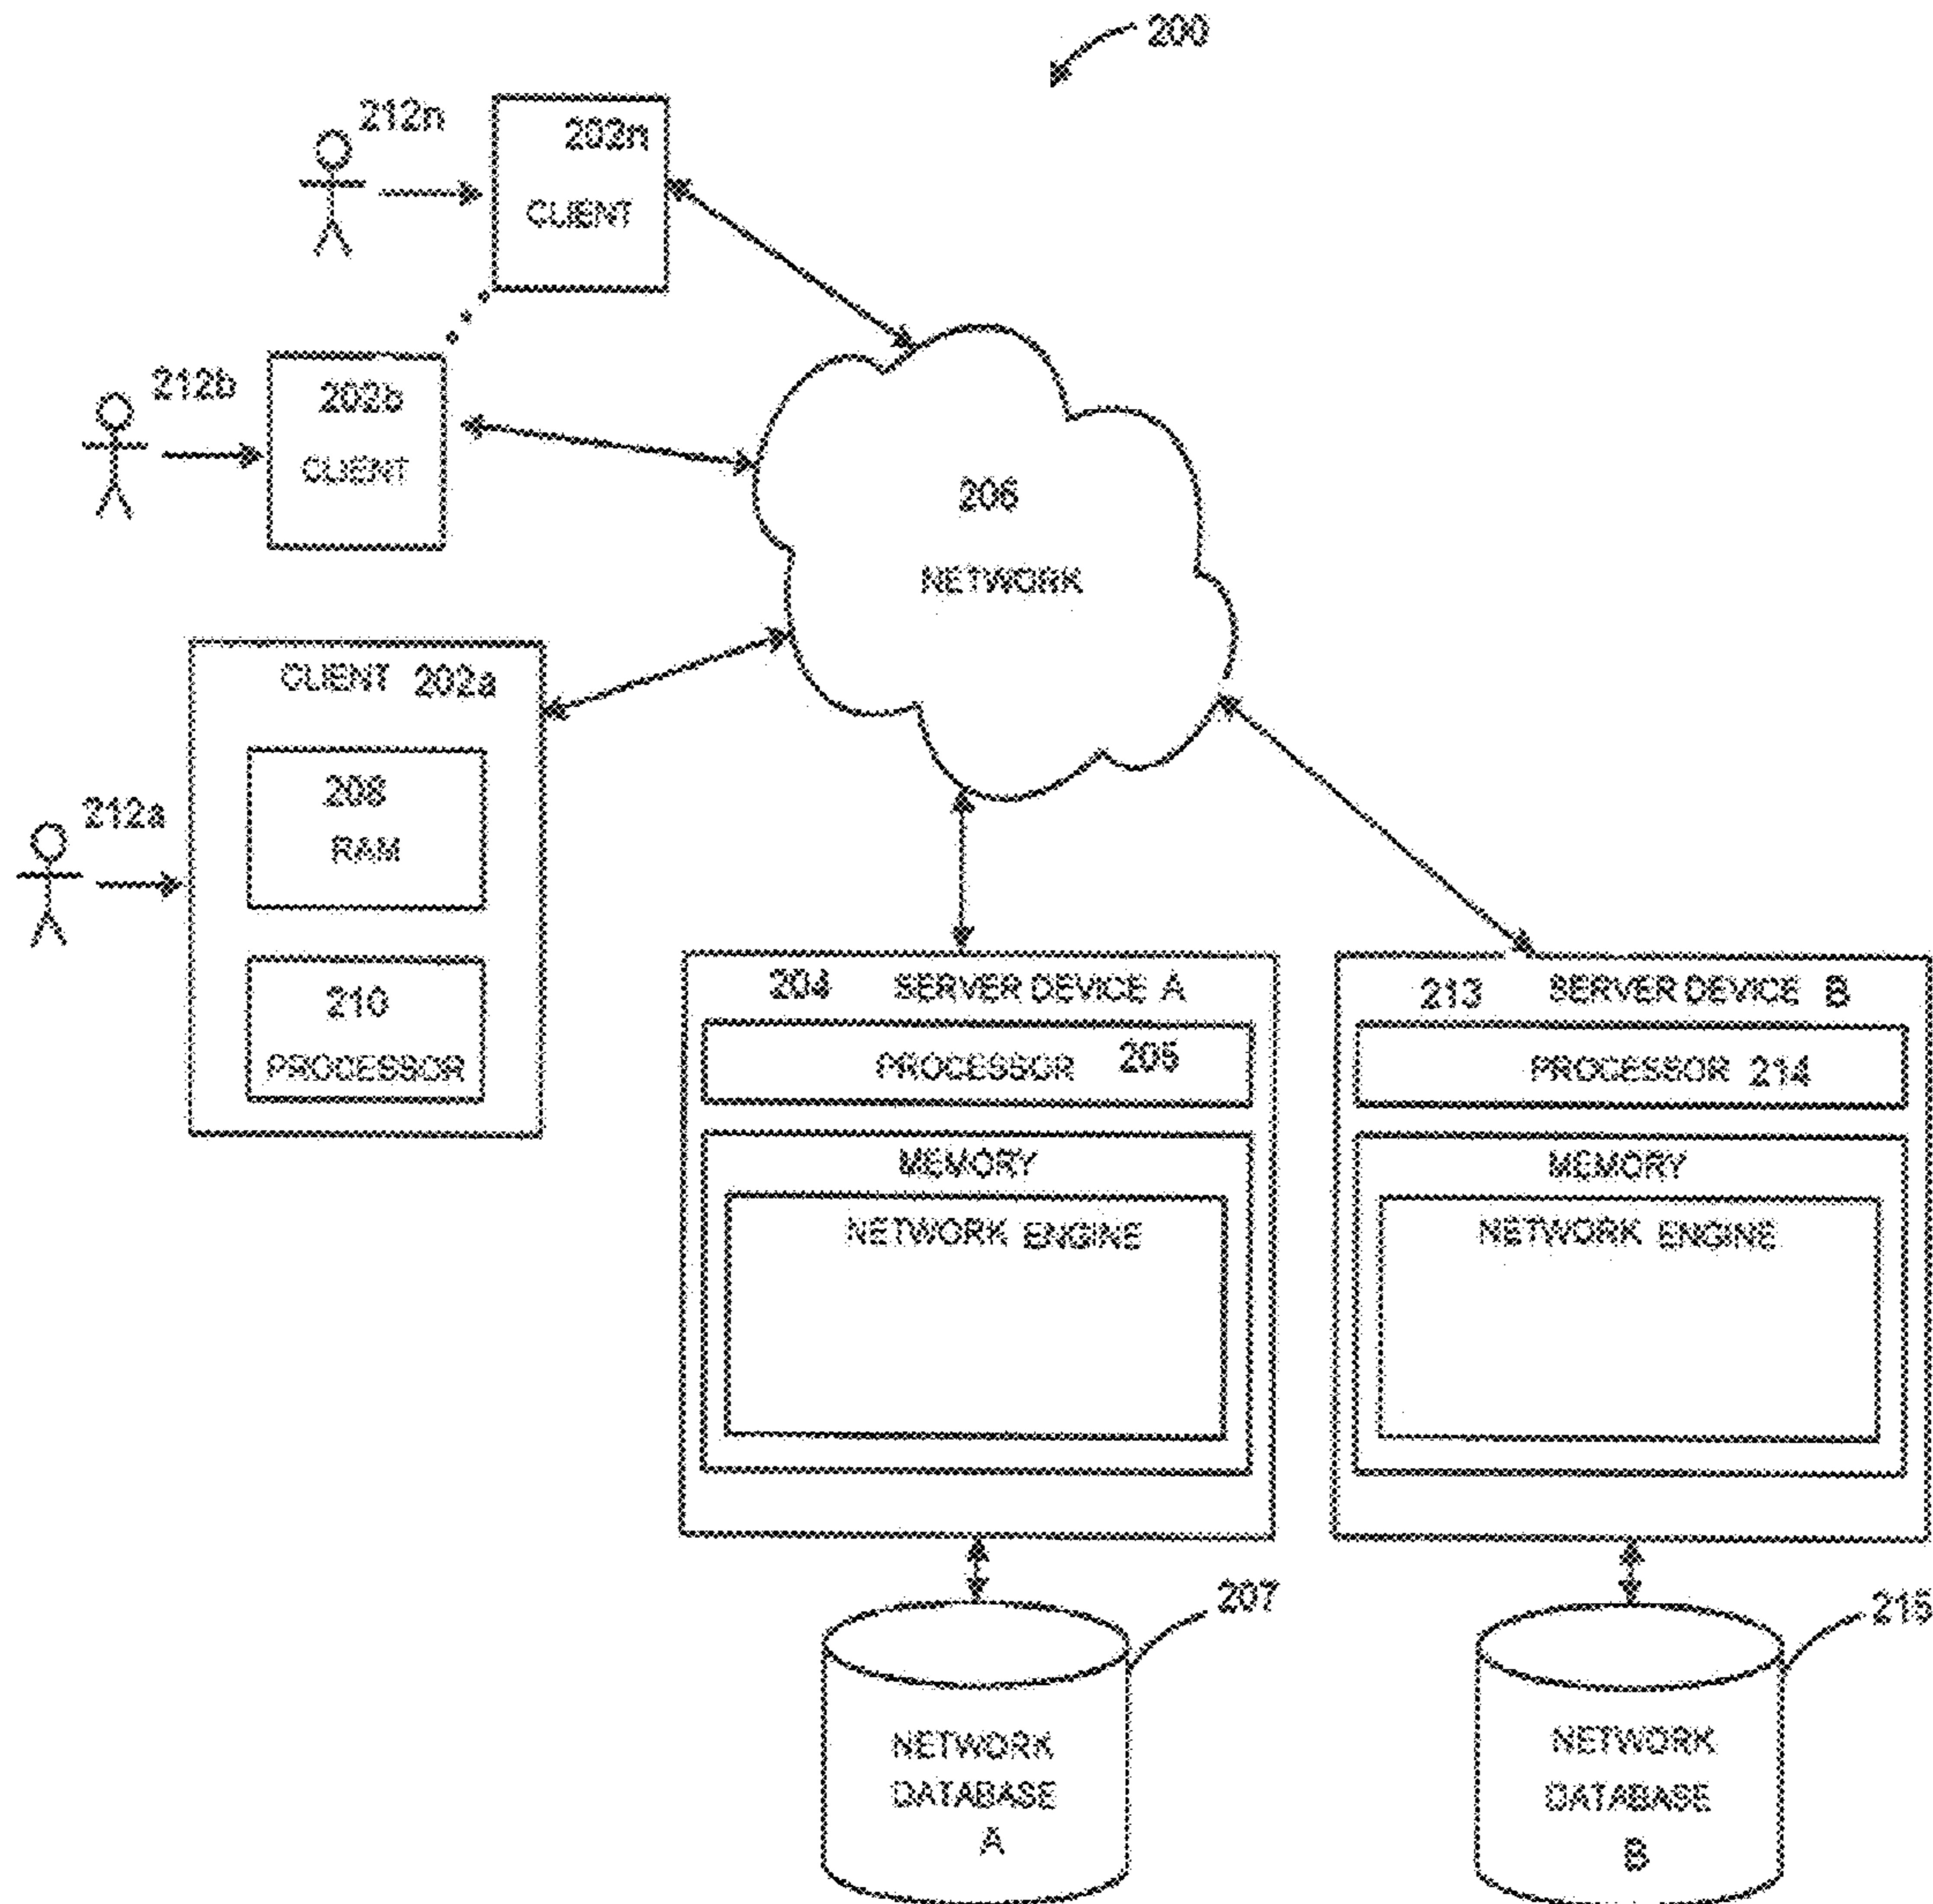 200
212n
202n
CLIENT
212b
202b
CLIENT
206
NETWORK
CLIENT 202a
212a
208
RAM
210
PROCESSOR
204 SERVER DEVICE A
PROCESSOR 205
MEMORY
NETWORK ENGINE
213 SERVER DEVICE B
PROCESSOR 214
MEMORY
NETWORK ENGINE
207
NETWORK
DATABASE
A
215
NETWORK
DATABASE
B